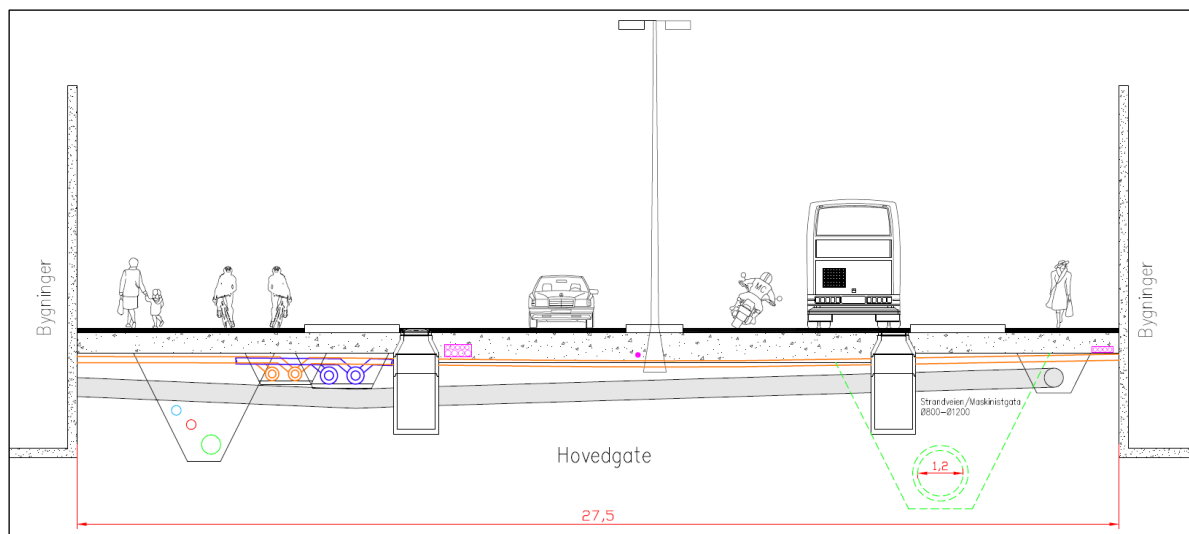 Bygninger
Bygninger
MC
Strandveien/Maskinistgata
Ø800-Ø1200
Hovedgate
1,2
27,5